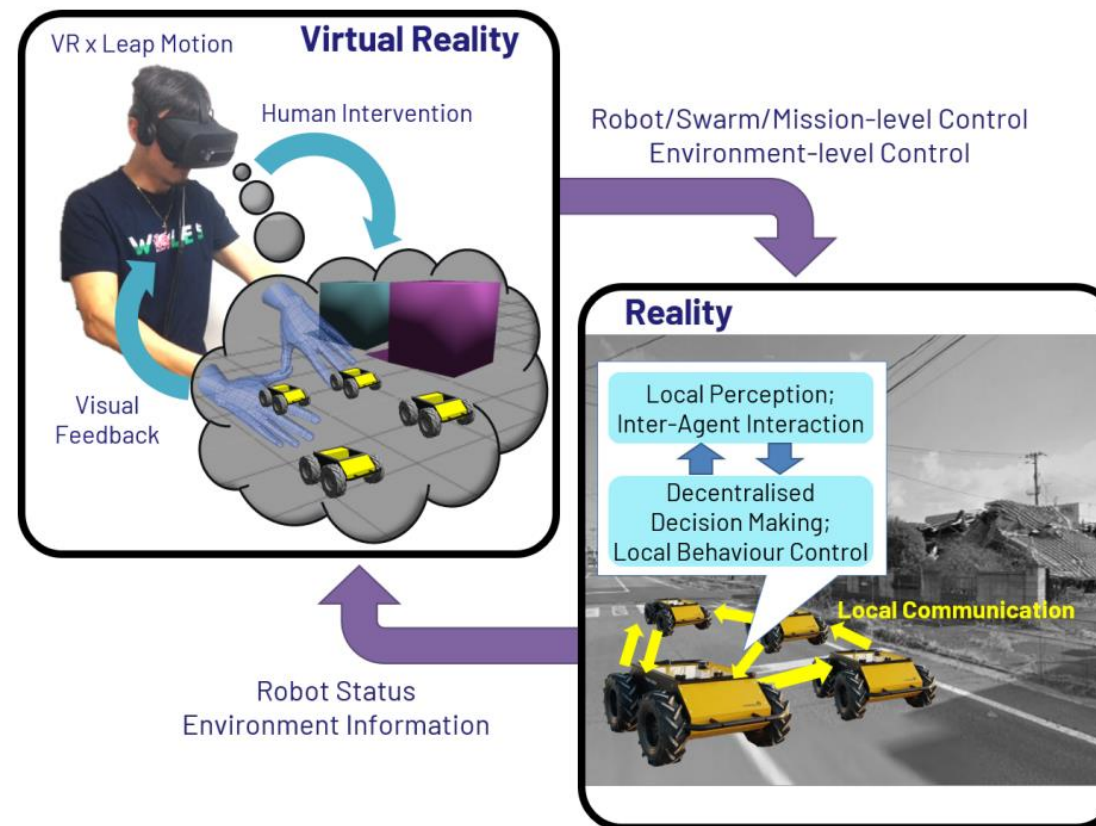 VR x Leap Motion
Virtual Reality
Human Intervention
WALES
Visual
Feedback
Robot/Swarm/Mission-level Control
Environment-level Control
Reality
Local Perception;
Inter-Agent Interaction
Decentralised
Decision Making;
Local Behaviour Control
Local Communication
Robot Status
Environment Information